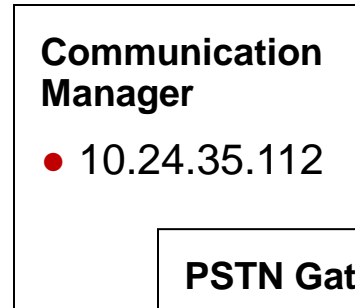 Communication
Manager
• 10.24.35.112
PSTN Gat